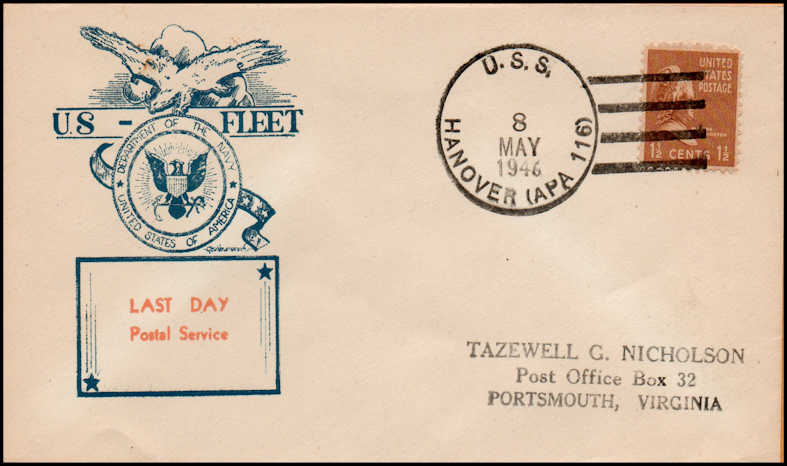 U.S - FLEET
DEPARTMENT OF THE NAVY
UNITED STATES OF AMERICA
LAST DAY
Postal Service
U. S. S.
HANOVER (APA 116)
8
MAY
1946
UNITED
STATES
POSTAGE
1½ CENTS 1½
TAZEWELL G. NICHOLSON
Post Office Box 32
PORTSMOUTH, VIRGINIA